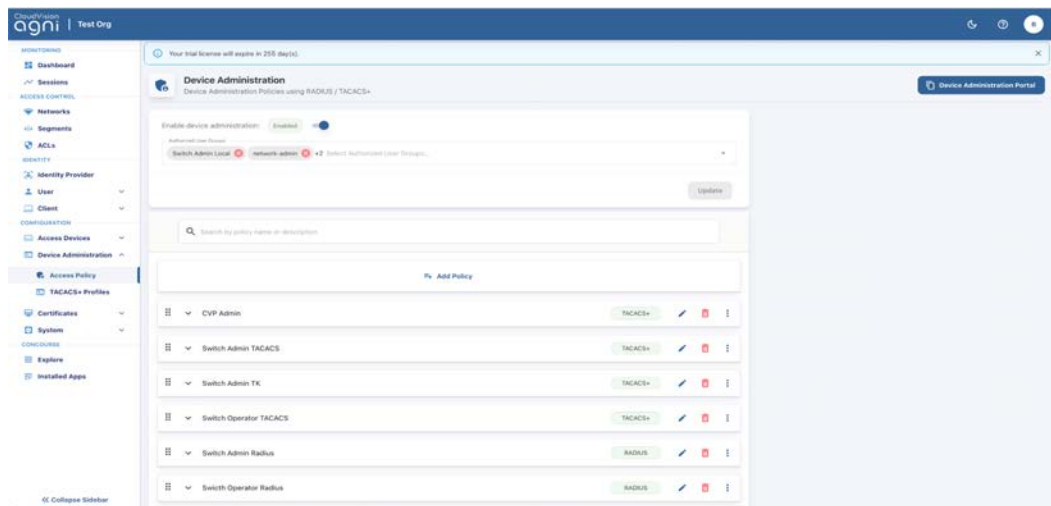 CloudVision
agni | Test Org
MONITORING
Dashboard
Sessions
ACCESS CONTROL
Networks
Segments
ACLs
IDENTITY
Identity Provider
User
Client
CONFIGURATION
Access Devices
Device Administration
Access Policy
TACACS+ Profiles
Certificates
System
CONCOURSE
Explore
Installed Apps
Collapse Sidebar
Your trial license will expire in 255 day(s).
Device Administration
Device Administration Policies using RADIUS / TACACS+
Device Administration Portal
Enable device administration: Enabled
Authorized User Groups
Switch Admin Local network-admin +2 Select Authorized User Groups...
Update
Search by policy name or description
Add Policy
CVP Admin TACACS+
Switch Admin TACACS TACACS+
Switch Admin TK TACACS+
Switch Operator TACACS TACACS+
Switch Admin Radius RADIUS
Swicth Operator Radius RADIUS